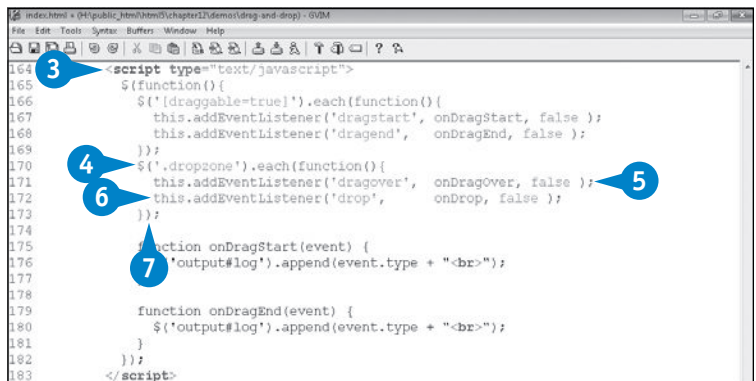 index.html + (H:\public_html\html5\chapter12\demos\drag-and-drop) - GVIM
File Edit Tools Syntax Buffers Window Help
164 3 <script type="text/javascript">
165 $(function(){
166 $('[draggable=true]').each(function(){
167 this.addEventListener('dragstart', onDragStart, false );
168 this.addEventListener('dragend', onDragEnd, false );
169 });
170 4 $('.dropzone').each(function(){
171 this.addEventListener('dragover', onDragOver, false ); 5
172 6 this.addEventListener('drop', onDrop, false );
173 });
174 7
175 function onDragStart(event) {
176 'output#log').append(event.type + "<br>");
177
178
179 function onDragEnd(event) {
180 $('output#log').append(event.type + "<br>");
181 }
182 });
183 </script>